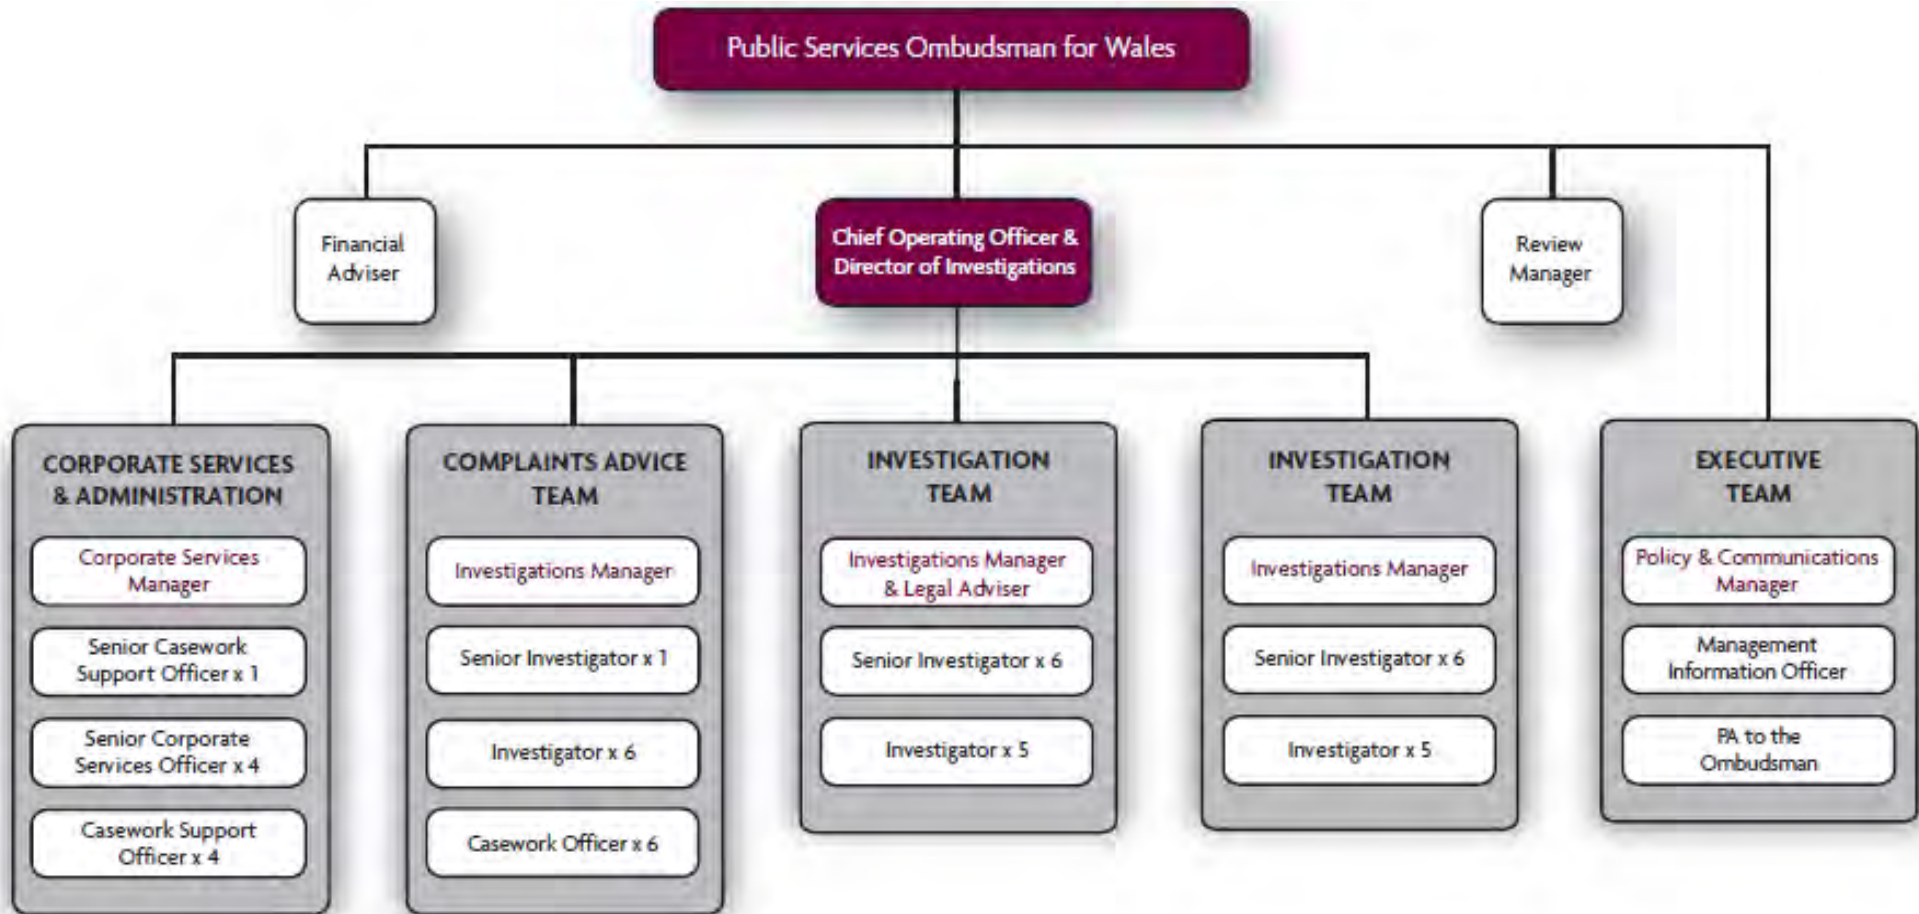 Public Services Ombudsman for Wales
Financial
Adviser
Chief Operating Officer &
Director of Investigations
Review
Manager
CORPORATE SERVICES
& ADMINISTRATION
Corporate Services
Manager
Senior Casework
Support Officer x 1
Senior Corporate
Services Officer x 4
Casework Support
Officer x 4
COMPLAINTS ADVICE
TEAM
Investigations Manager
Senior Investigator x 1
Investigator x 6
Casework Officer x 6
INVESTIGATION
TEAM
Investigations Manager
& Legal Adviser
Senior Investigator x 6
Investigator x 5
INVESTIGATION
TEAM
Investigations Manager
Senior Investigator x 6
Investigator x 5
EXECUTIVE
TEAM
Policy & Communications
Manager
Management
Information Officer
PA to the
Ombudsman